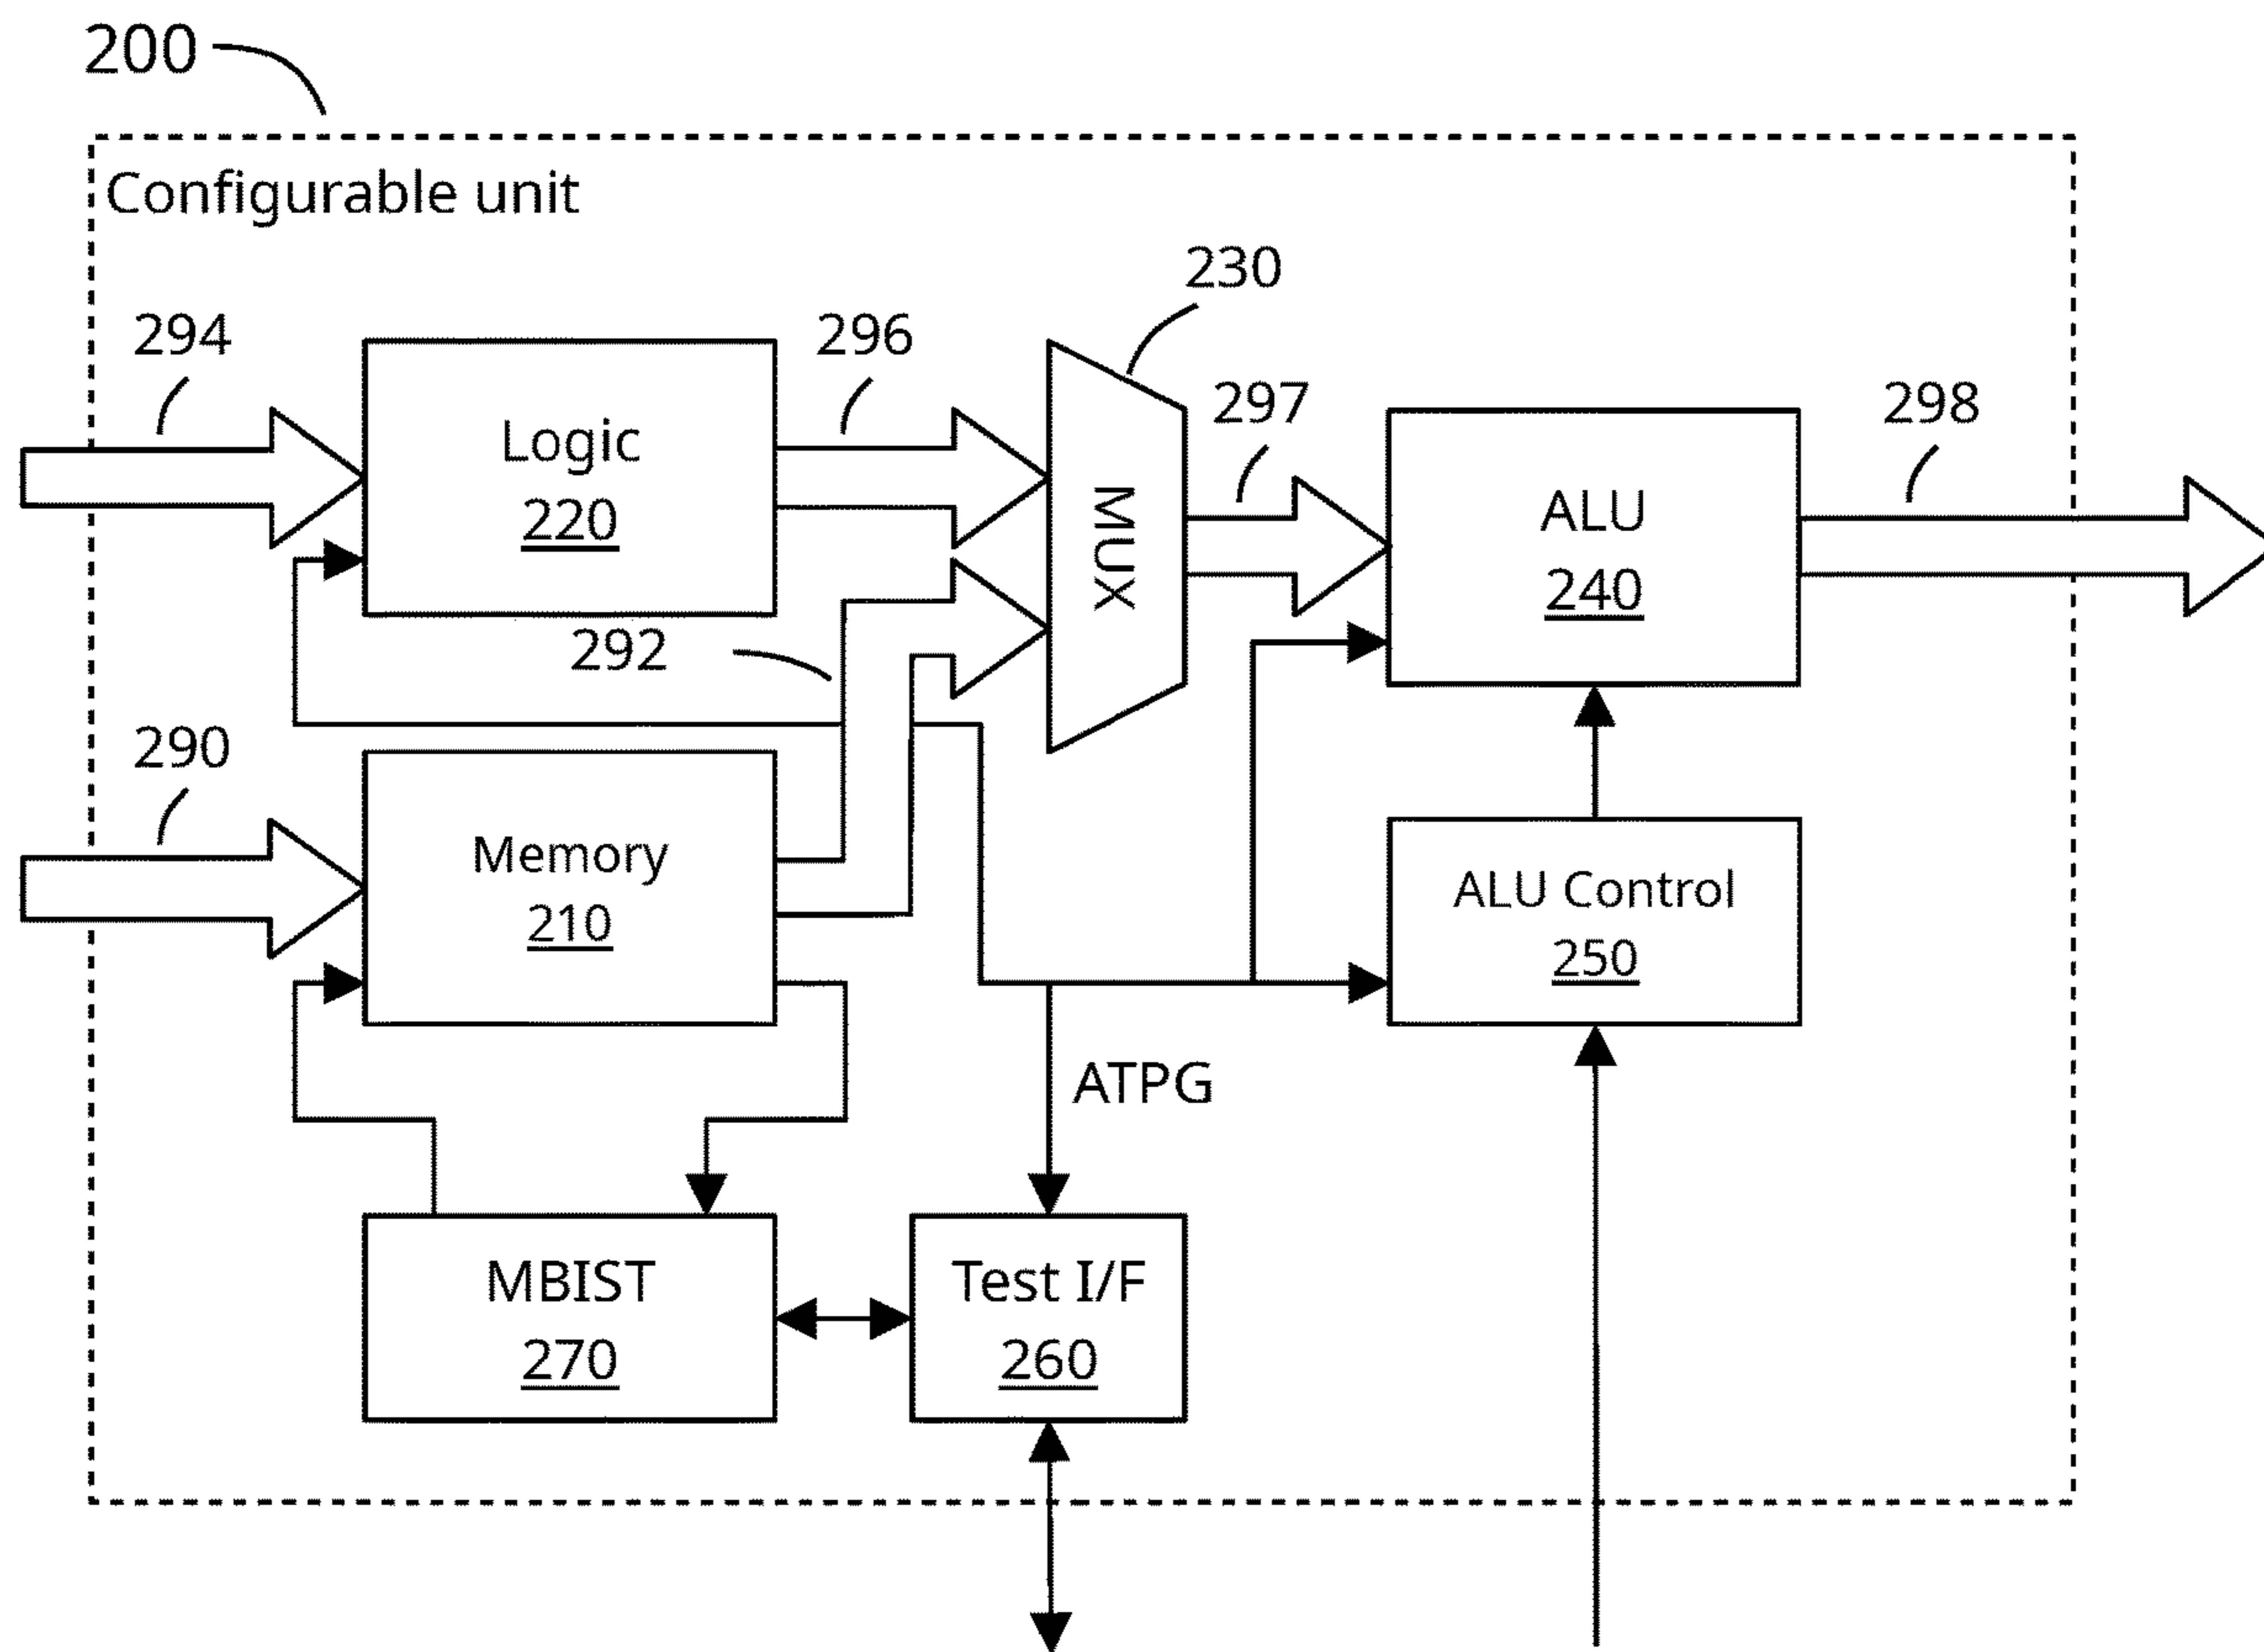 200
Configurable unit
230
294
296
297
298
Logic
220
MUX
ALU
240
292
290
Memory
210
ALU Control
250
ATPG
MBIST
270
Test I/F
260